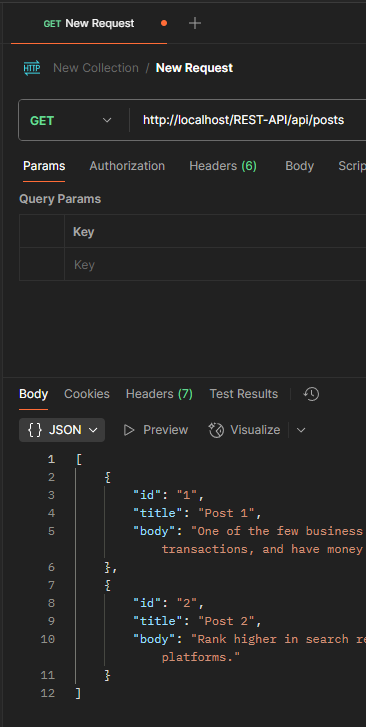 GET New Request
HTTP New Collection / New Request
GET http://localhost/REST-API/api/posts
Params Authorization Headers (6) Body Scrip
Query Params
Key
Key
Body Cookies Headers (7) Test Results
{} JSON Preview Visualize
1 [
2 {
3 "id": "1",
4 "title": "Post 1",
5 "body": "One of the few business
transactions, and have money
6 },
7 {
8 "id": "2",
9 "title": "Post 2",
10 "body": "Rank higher in search re
platforms."
11 }
12 ]